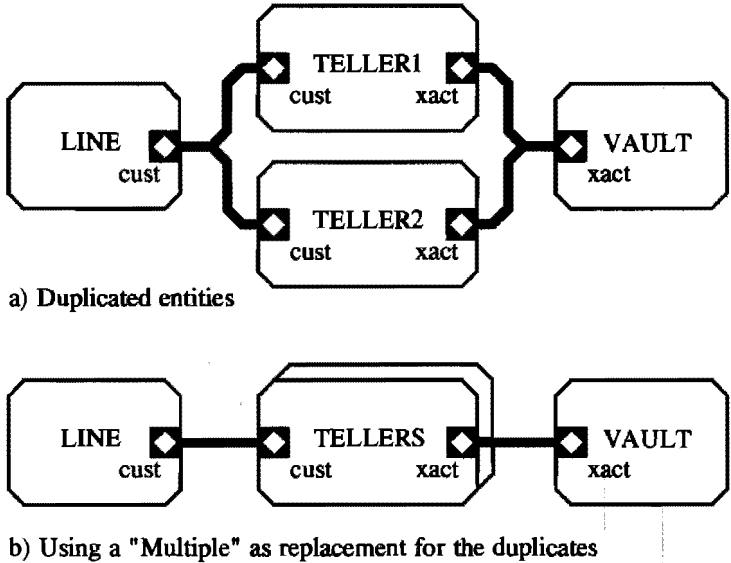 TELLER1
cust xact
LINE
cust
VAULT
xact
TELLER2
cust xact
a) Duplicated entities
LINE
cust
TELLERS
cust xact
VAULT
xact
b) Using a "Multiple" as replacement for the duplicates